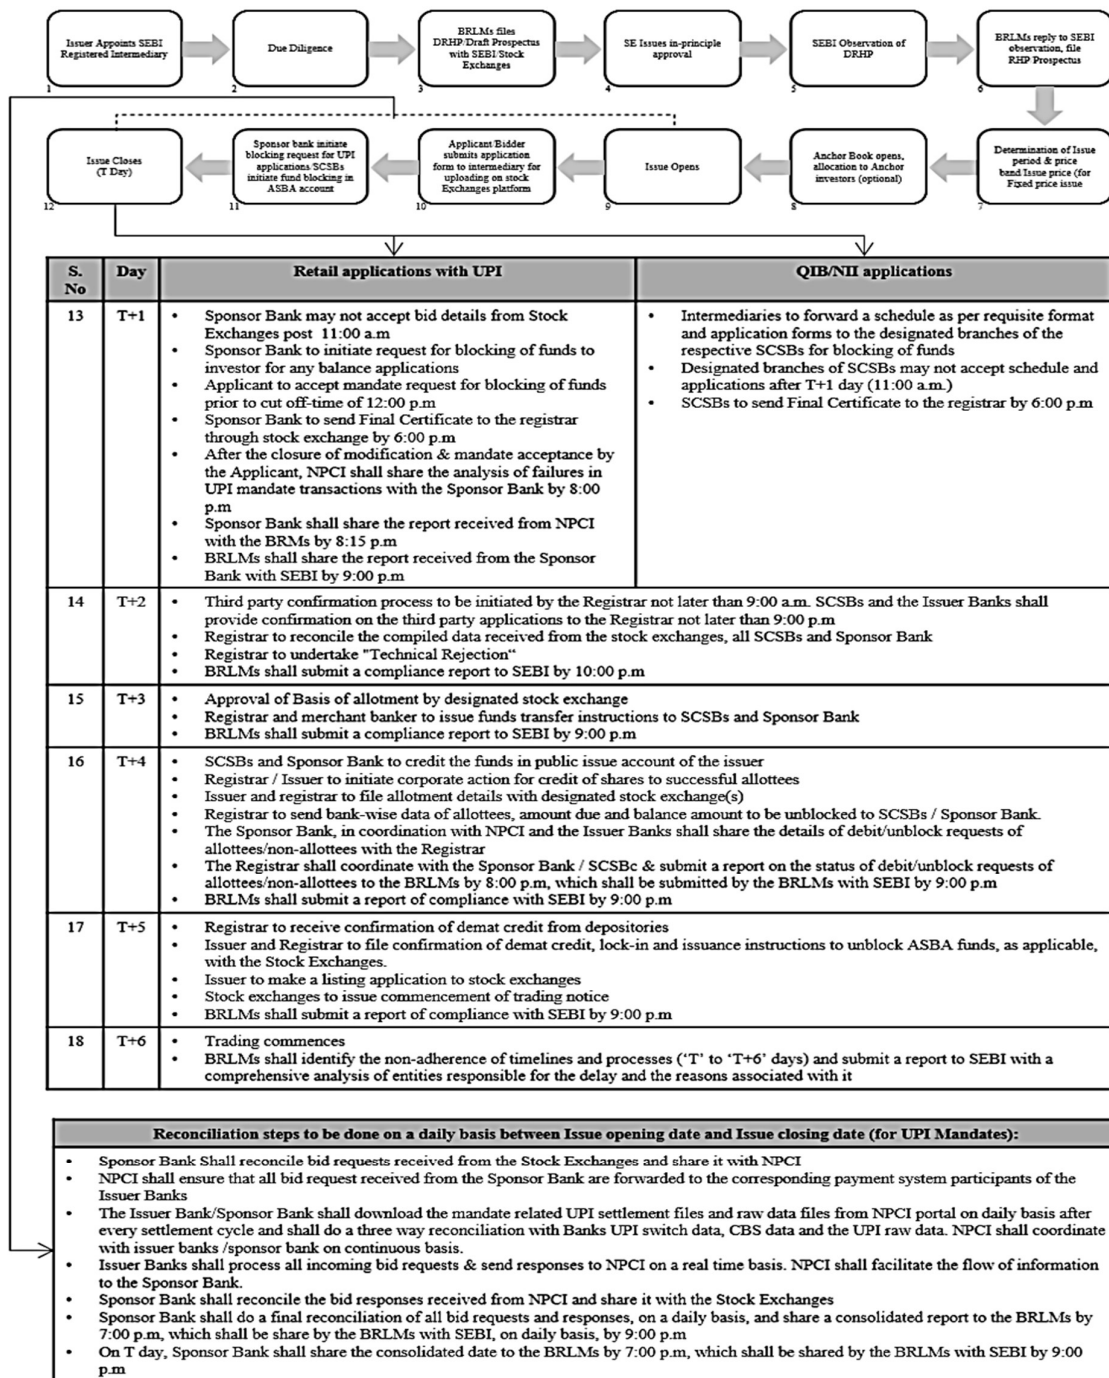 Issuer Appoints SEBI
Registered Intermediary
1
Due Diligence
2
BRLMs files
DRHP/Draft Prospectus
with SEBI/Stock
Exchanges
3
SE Issues in-principle
approval
4
SEBI Observation of
DRHP
5
BRLMs reply to SEBI
observation, file
RHP/Prospectus
6
Issue Closes
(T Day)
12
Sponsor bank initiate
blocking request for UPI
applications/SCSBs
initiate fund blocking in
ASBA account
11
Applicant/Bidder
submits application
form to intermediary for
uploading on stock
Exchanges platform
10
Issue Opens
9
Anchor Book opens,
allocation to Anchor
investors (optional)
8
Determination of Issue
period & price
band/Issue price (for
Fixed price issue
7
S. No
Day
Retail applications with UPI
QIB/NII applications
13
T+1
• Sponsor Bank may not accept bid details from Stock
Exchanges post 11:00 a.m
• Sponsor Bank to initiate request for blocking of funds to
investor for any balance applications
• Applicant to accept mandate request for blocking of funds
prior to cut off-time of 12:00 p.m
• Sponsor Bank to send Final Certificate to the registrar
through stock exchange by 6:00 p.m
• After the closure of modification & mandate acceptance by
the Applicant, NPCI shall share the analysis of failures in
UPI mandate transactions with the Sponsor Bank by 8:00
p.m
• Sponsor Bank shall share the report received from NPCI
with the BRMs by 8:15 p.m
• BRLMs shall share the report received from the Sponsor
Bank with SEBI by 9:00 p.m
• Intermediaries to forward a schedule as per requisite format
and application forms to the designated branches of the
respective SCSBs for blocking of funds
• Designated branches of SCSBs may not accept schedule and
applications after T+1 day (11:00 a.m.)
• SCSBs to send Final Certificate to the registrar by 6:00 p.m
14
T+2
• Third party confirmation process to be initiated by the Registrar not later than 9:00 a.m. SCSBs and the Issuer Banks shall
provide confirmation on the third party applications to the Registrar not later than 9:00 p.m
• Registrar to reconcile the compiled data received from the stock exchanges, all SCSBs and Sponsor Bank
• Registrar to undertake "Technical Rejection“
• BRLMs shall submit a compliance report to SEBI by 10:00 p.m
15
T+3
• Approval of Basis of allotment by designated stock exchange
• Registrar and merchant banker to issue funds transfer instructions to SCSBs and Sponsor Bank
• BRLMs shall submit a compliance report to SEBI by 9:00 p.m
16
T+4
• SCSBs and Sponsor Bank to credit the funds in public issue account of the issuer
• Registrar / Issuer to initiate corporate action for credit of shares to successful allottees
• Issuer and registrar to file allotment details with designated stock exchange(s)
• Registrar to send bank-wise data of allottees, amount due and balance amount to be unblocked to SCSBs / Sponsor Bank.
• The Sponsor Bank, in coordination with NPCI and the Issuer Banks shall share the details of debit/unblock requests of
allottees/non-allottees with the Registrar
• The Registrar shall coordinate with the Sponsor Bank / SCSBc & submit a report on the status of debit/unblock requests of
allottees/non-allottees to the BRLMs by 8:00 p.m, which shall be submitted by the BRLMs with SEBI by 9:00 p.m
• BRLMs shall submit a report of compliance with SEBI by 9:00 p.m
17
T+5
• Registrar to receive confirmation of demat credit from depositories
• Issuer and Registrar to file confirmation of demat credit, lock-in and issuance instructions to unblock ASBA funds, as applicable,
with the Stock Exchanges.
• Issuer to make a listing application to stock exchanges
• Stock exchanges to issue commencement of trading notice
• BRLMs shall submit a report of compliance with SEBI by 9:00 p.m
18
T+6
• Trading commences
• BRLMs shall identify the non-adherence of timelines and processes (‘T’ to ‘T+6’ days) and submit a report to SEBI with a
comprehensive analysis of entities responsible for the delay and the reasons associated with it
Reconciliation steps to be done on a daily basis between Issue opening date and Issue closing date (for UPI Mandates):
• Sponsor Bank Shall reconcile bid requests received from the Stock Exchanges and share it with NPCI
• NPCI shall ensure that all bid request received from the Sponsor Bank are forwarded to the corresponding payment system participants of the
Issuer Banks
• The Issuer Bank/Sponsor Bank shall download the mandate related UPI settlement files and raw data files from NPCI portal on daily basis after
every settlement cycle and shall do a three way reconciliation with Banks UPI switch data, CBS data and the UPI raw data. NPCI shall coordinate
with issuer banks /sponsor bank on continuous basis.
• Issuer Banks shall process all incoming bid requests & send responses to NPCI on a real time basis. NPCI shall facilitate the flow of information
to the Sponsor Bank.
• Sponsor Bank shall reconcile the bid responses received from NPCI and share it with the Stock Exchanges
• Sponsor Bank shall do a final reconciliation of all bid requests and responses, on a daily basis, and share a consolidated report to the BRLMs by
7:00 p.m, which shall be share by the BRLMs with SEBI, on daily basis, by 9:00 p.m
• On T day, Sponsor Bank shall share the consolidated date to the BRLMs by 7:00 p.m, which shall be shared by the BRLMs with SEBI by 9:00
p.m